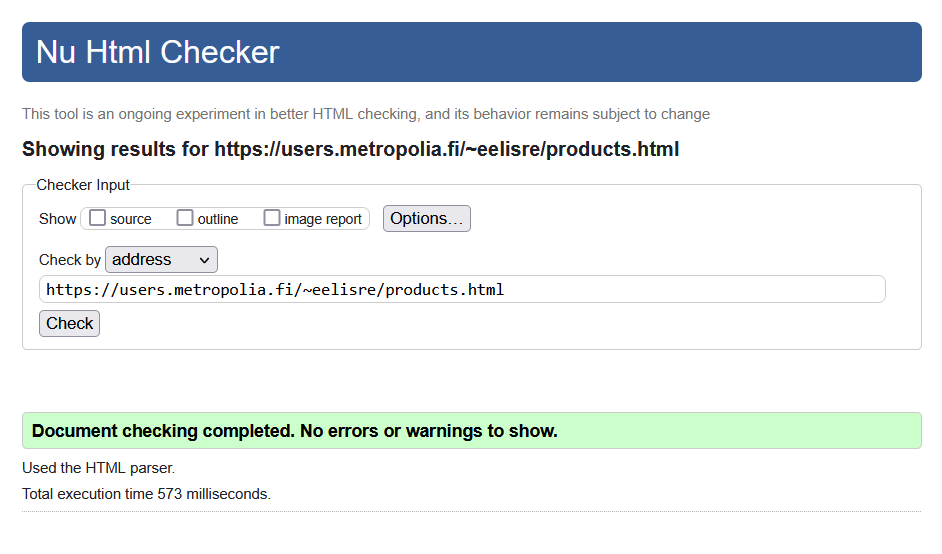 Nu Html Checker
This tool is an ongoing experiment in better HTML checking, and its behavior remains subject to change
Showing results for https://users.metropolia.fi/~eelisre/products.html
Checker Input
Show source outline image report Options...
Check by address
https://users.metropolia.fi/~eelisre/products.html
Check
Document checking completed. No errors or warnings to show.
Used the HTML parser.
Total execution time 573 milliseconds.